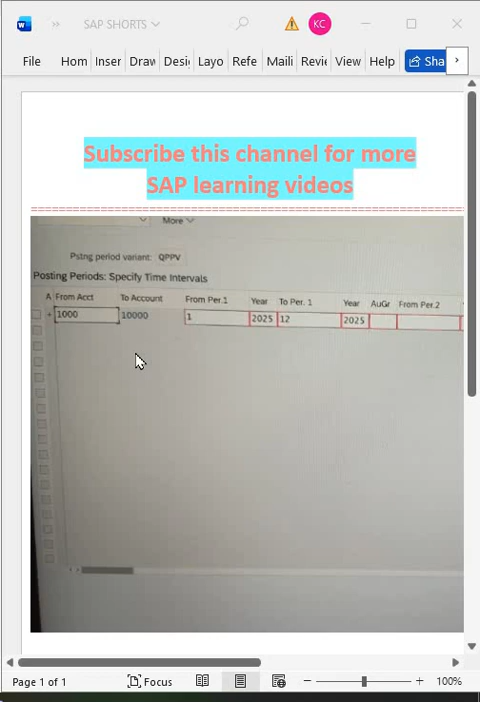 SAP SHORTS
KC
File Hom Inser Draw Desig Layo Refe Maili Revie View Help Sha
Subscribe this channel for more
SAP learning videos
More
Pstng period variant: QPPV
Posting Periods: Specify Time Intervals
A From Acct To Account From Per.1 Year To Per. 1 Year AuGr From Per.2
+ 1000 10000 1 2025 12 2025
Page 1 of 1 Focus 100%